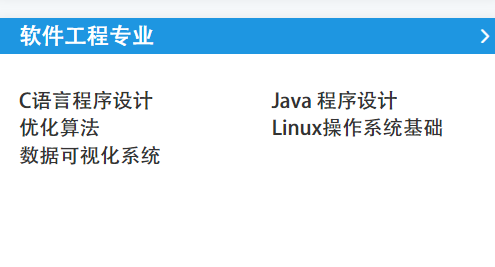 软件工程专业
C语言程序设计
Java 程序设计
优化算法
Linux操作系统基础
数据可视化系统